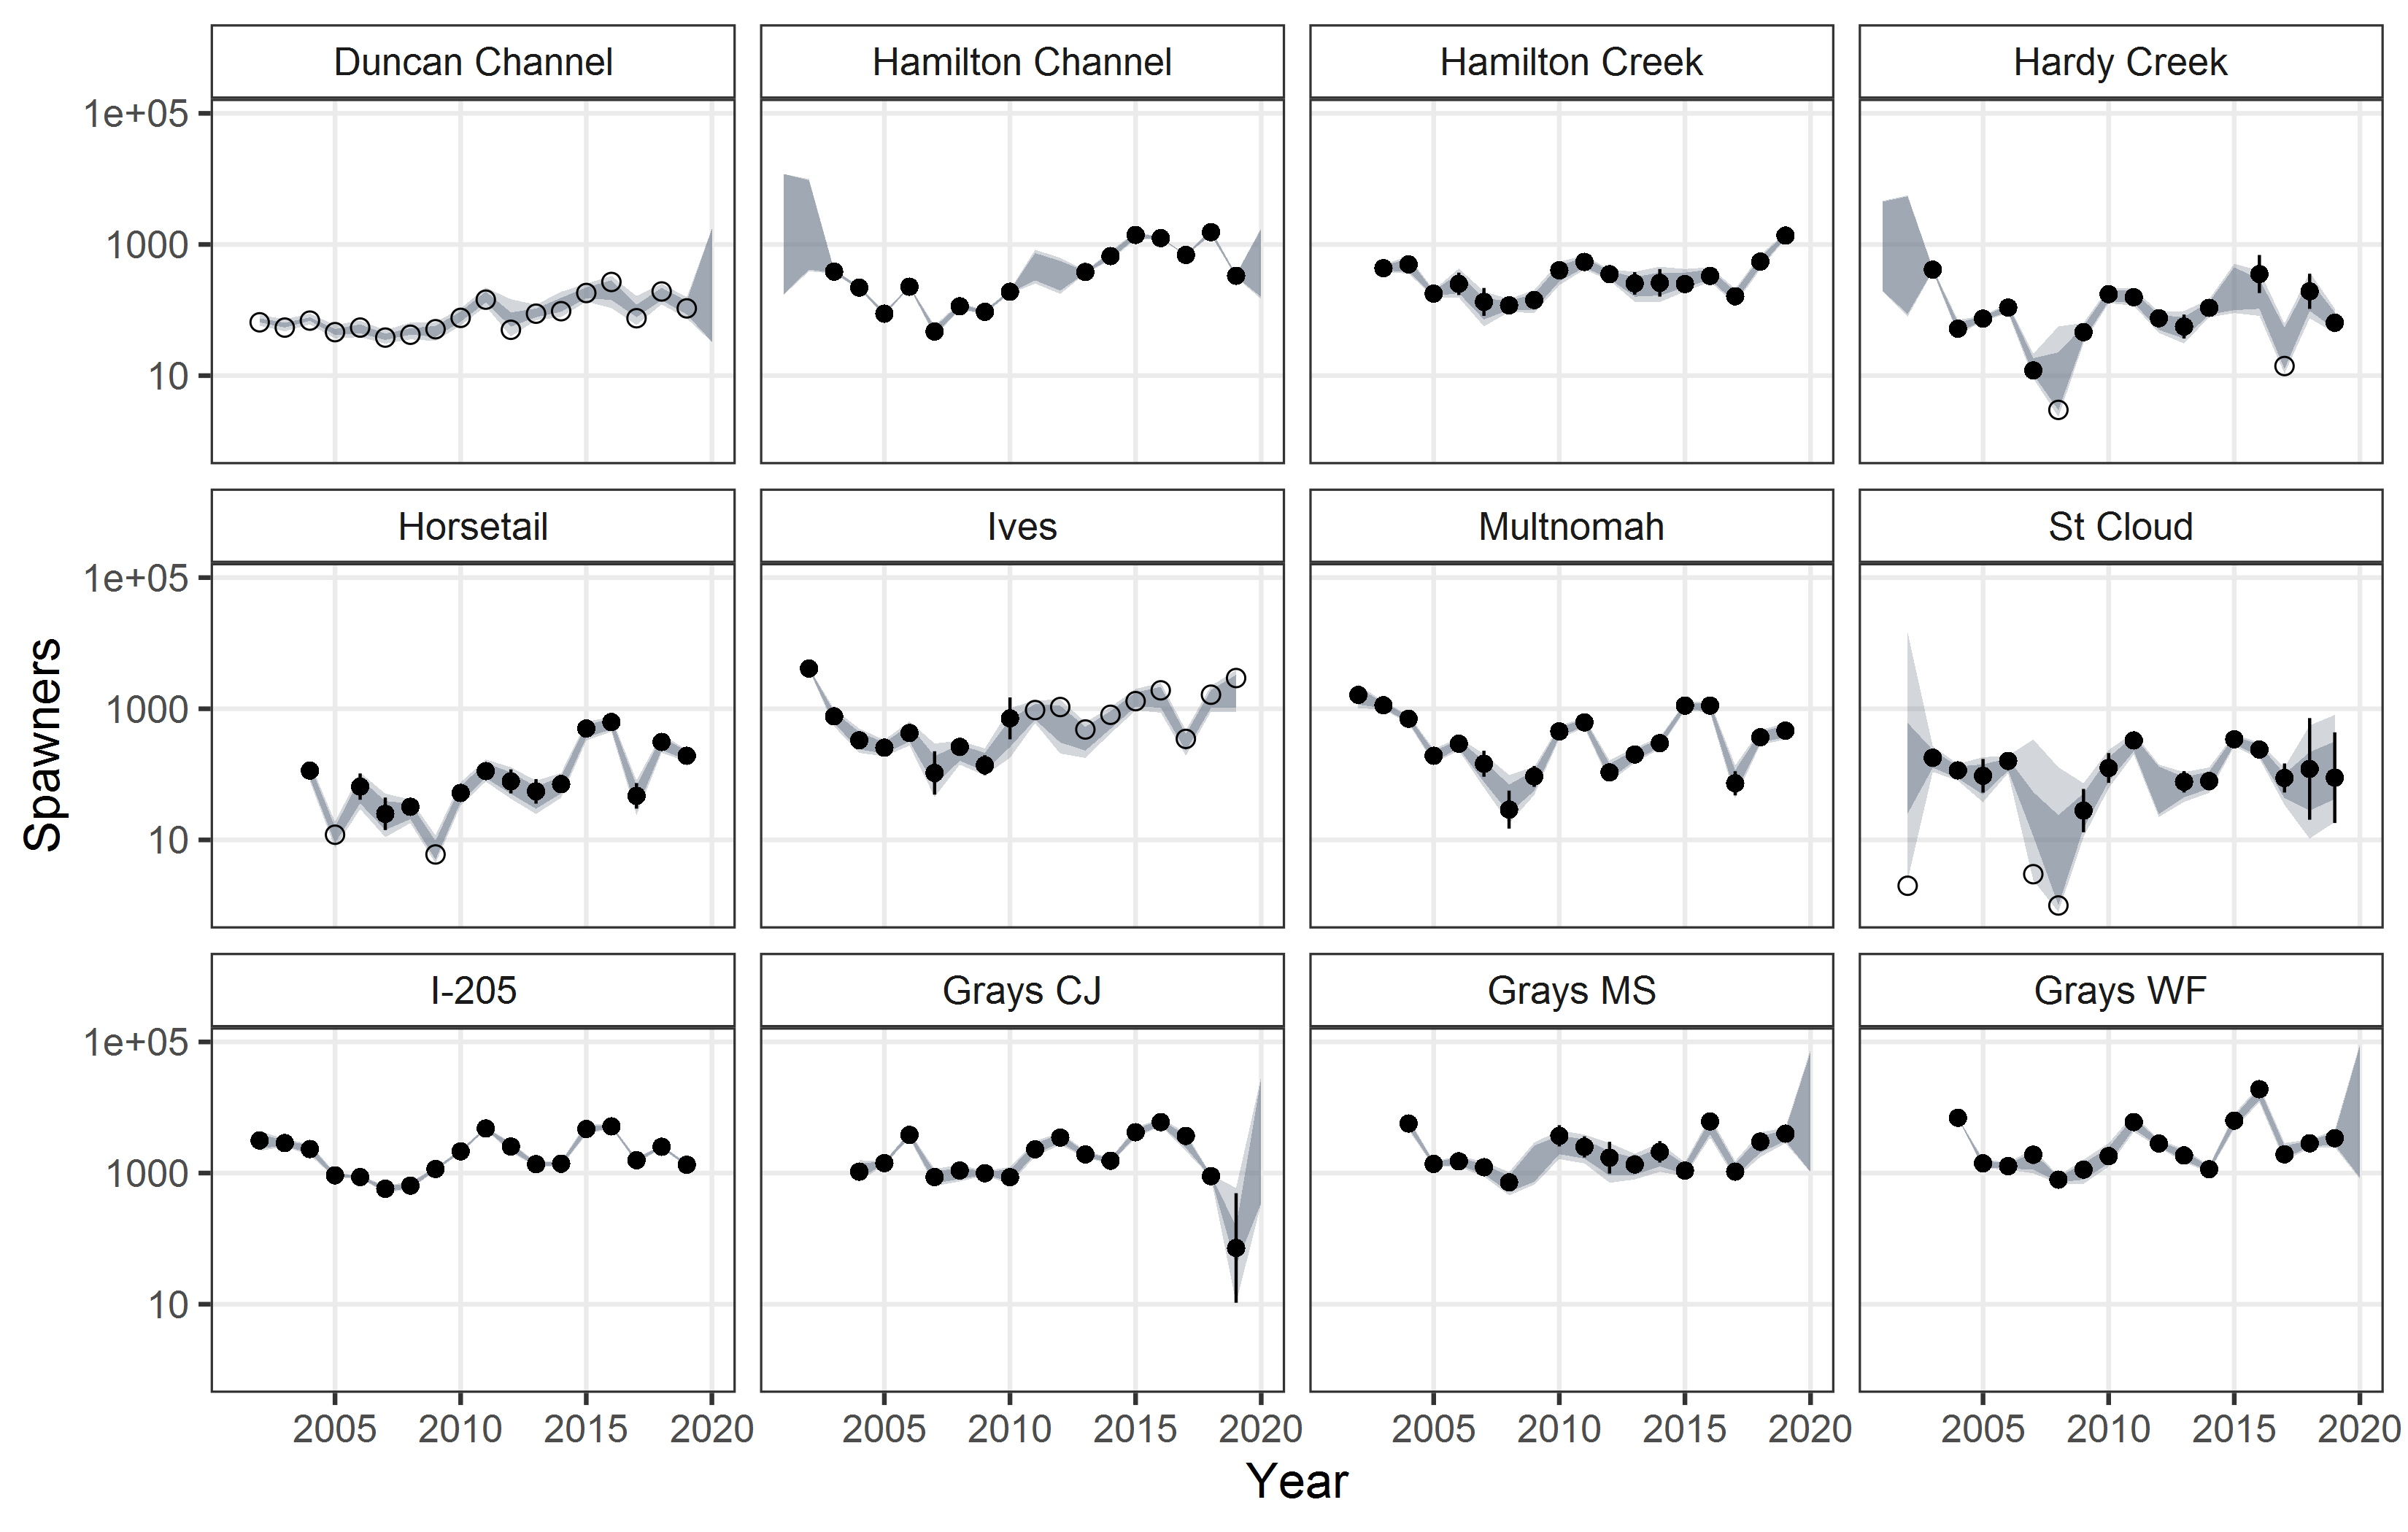 Duncan Channel Hamilton Channel Hamilton Creek Hardy Creek
1e+05
1000
10
Horsetail Ives Multnomah St Cloud
1e+05
1000
10
Spawners
I-205 Grays CJ Grays MS Grays WF
1e+05
1000
10
2005 2010 2015 2020 2005 2010 2015 2020 2005 2010 2015 2020 2005 2010 2015 2020
Year